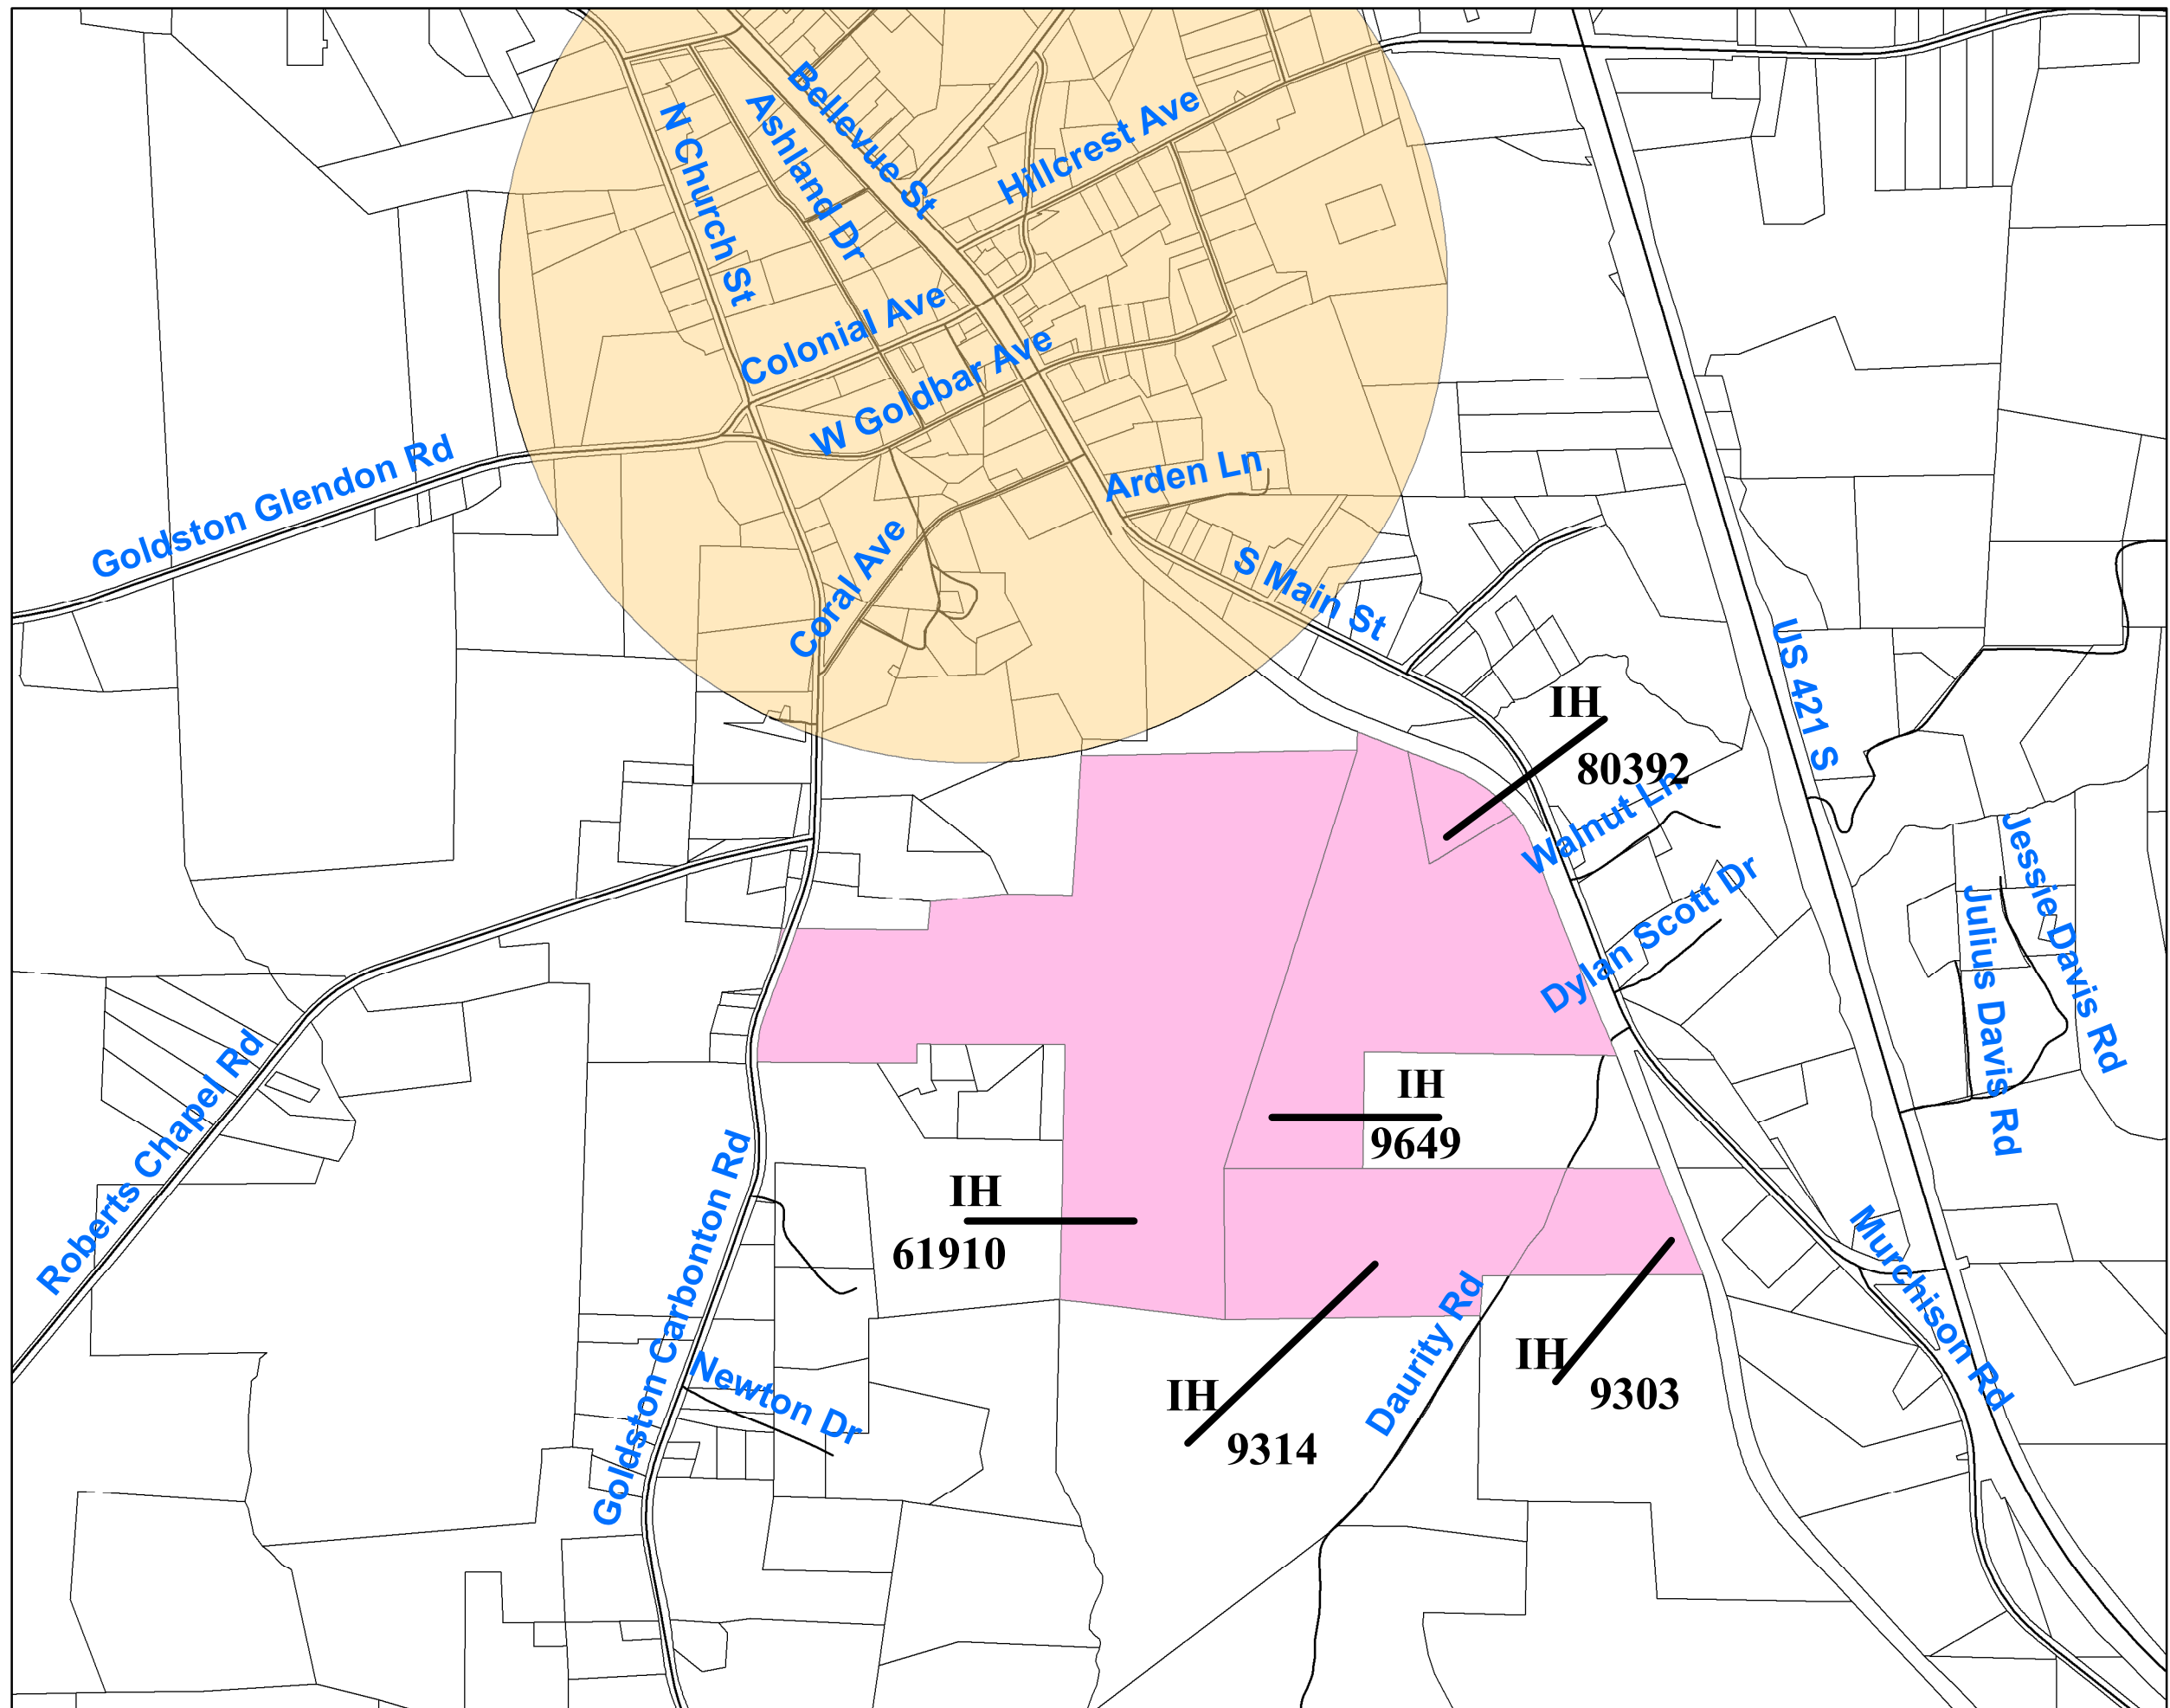 Bellevue St
Ashland Dr
N Church St
Hillcrest Ave
Colonial Ave
W Goldbar Ave
Goldston Glendon Rd
Arden Ln
Coral Ave
S Main St
US 421 S
IH
80392
Walnut Ln
Dylan Scott Dr
Jessie Davis Rd
Julius Davis Rd
Roberts Chapel Rd
IH
9649
IH
61910
Goldston Carbonton Rd
Murchison Rd
Newton Dr
Daurity Rd
IH
9303
IH
9314